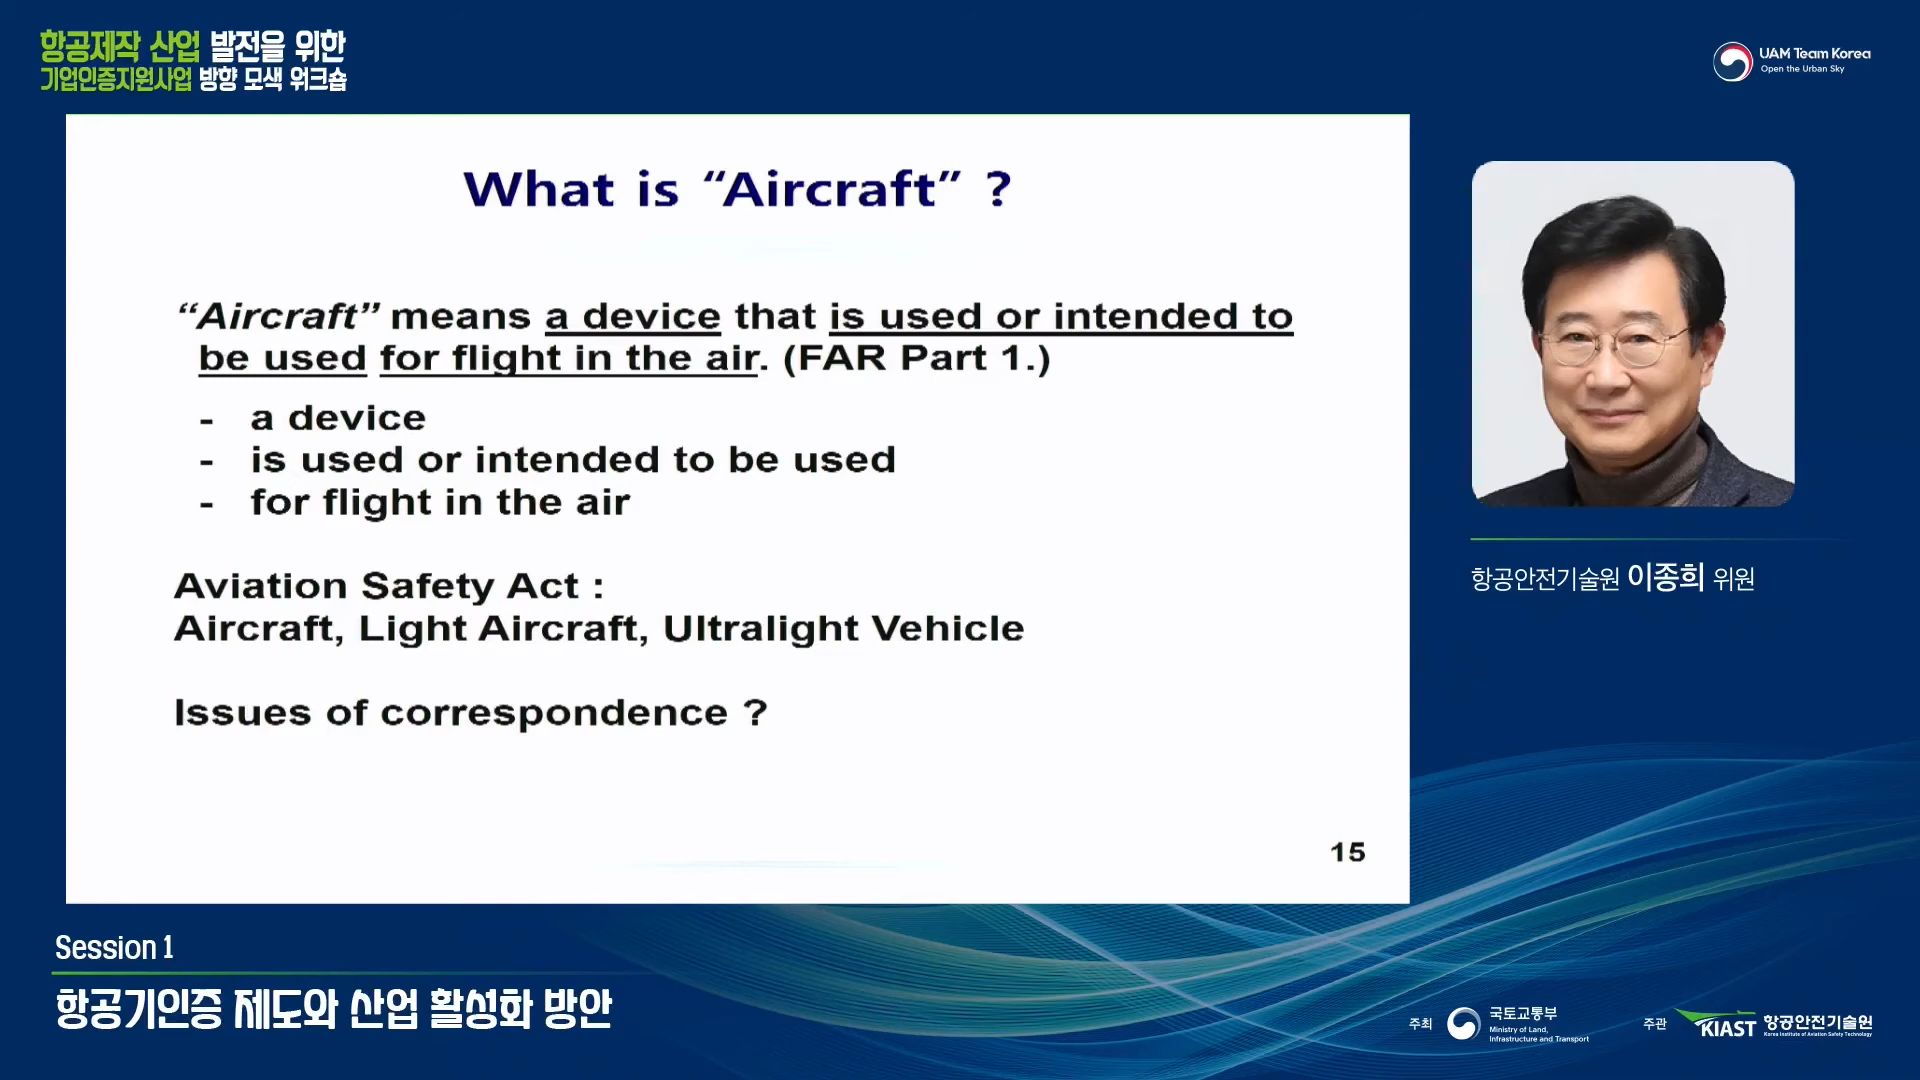 항공제작 산업 발전을 위한
기업인증지원사업 방향 모색 워크숍
UAM Team Korea
Open the Urban Sky
What is “Aircraft” ?
“Aircraft” means a device that is used or intended to
be used for flight in the air. (FAR Part 1.)
- a device
- is used or intended to be used
- for flight in the air
Aviation Safety Act :
Aircraft, Light Aircraft, Ultralight Vehicle
Issues of correspondence ?
15
항공안전기술원 이종희 위원
Session 1
항공기인증 제도와 산업 활성화 방안
주최 국토교통부
Ministry of Land,
Infrastructure and Transport
주관 KIAST 항공안전기술원
Korea Institute of Aviation Safety Technology